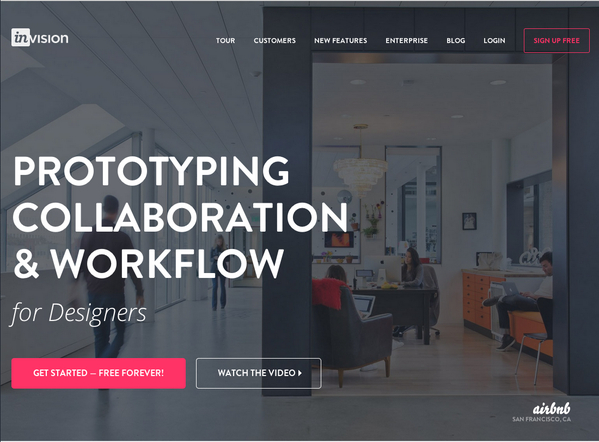 inVISION
TOUR CUSTOMERS NEW FEATURES ENTERPRISE BLOG LOGIN SIGN UP FREE
PROTOTYPING
COLLABORATION
& WORKFLOW
for Designers
GET STARTED — FREE FOREVER! WATCH THE VIDEO
airbnb
SAN FRANCISCO, CA